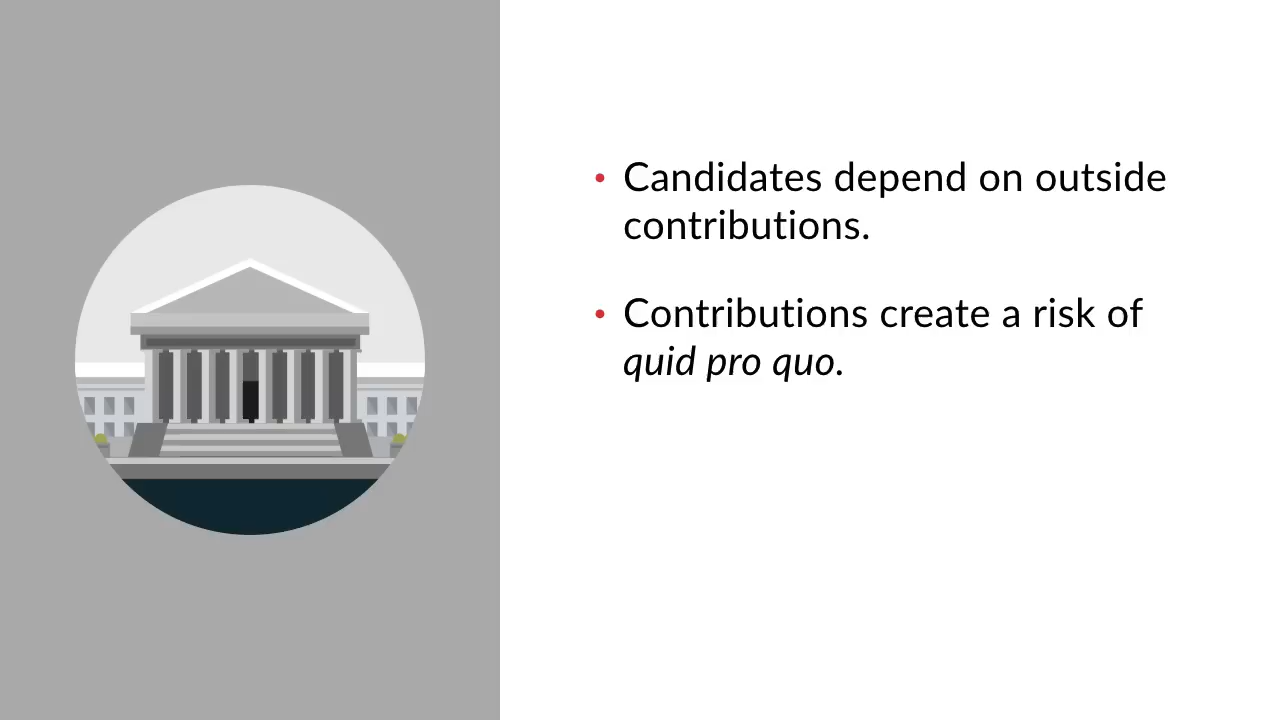 • Candidates depend on outside
contributions.
• Contributions create a risk of
quid pro quo.